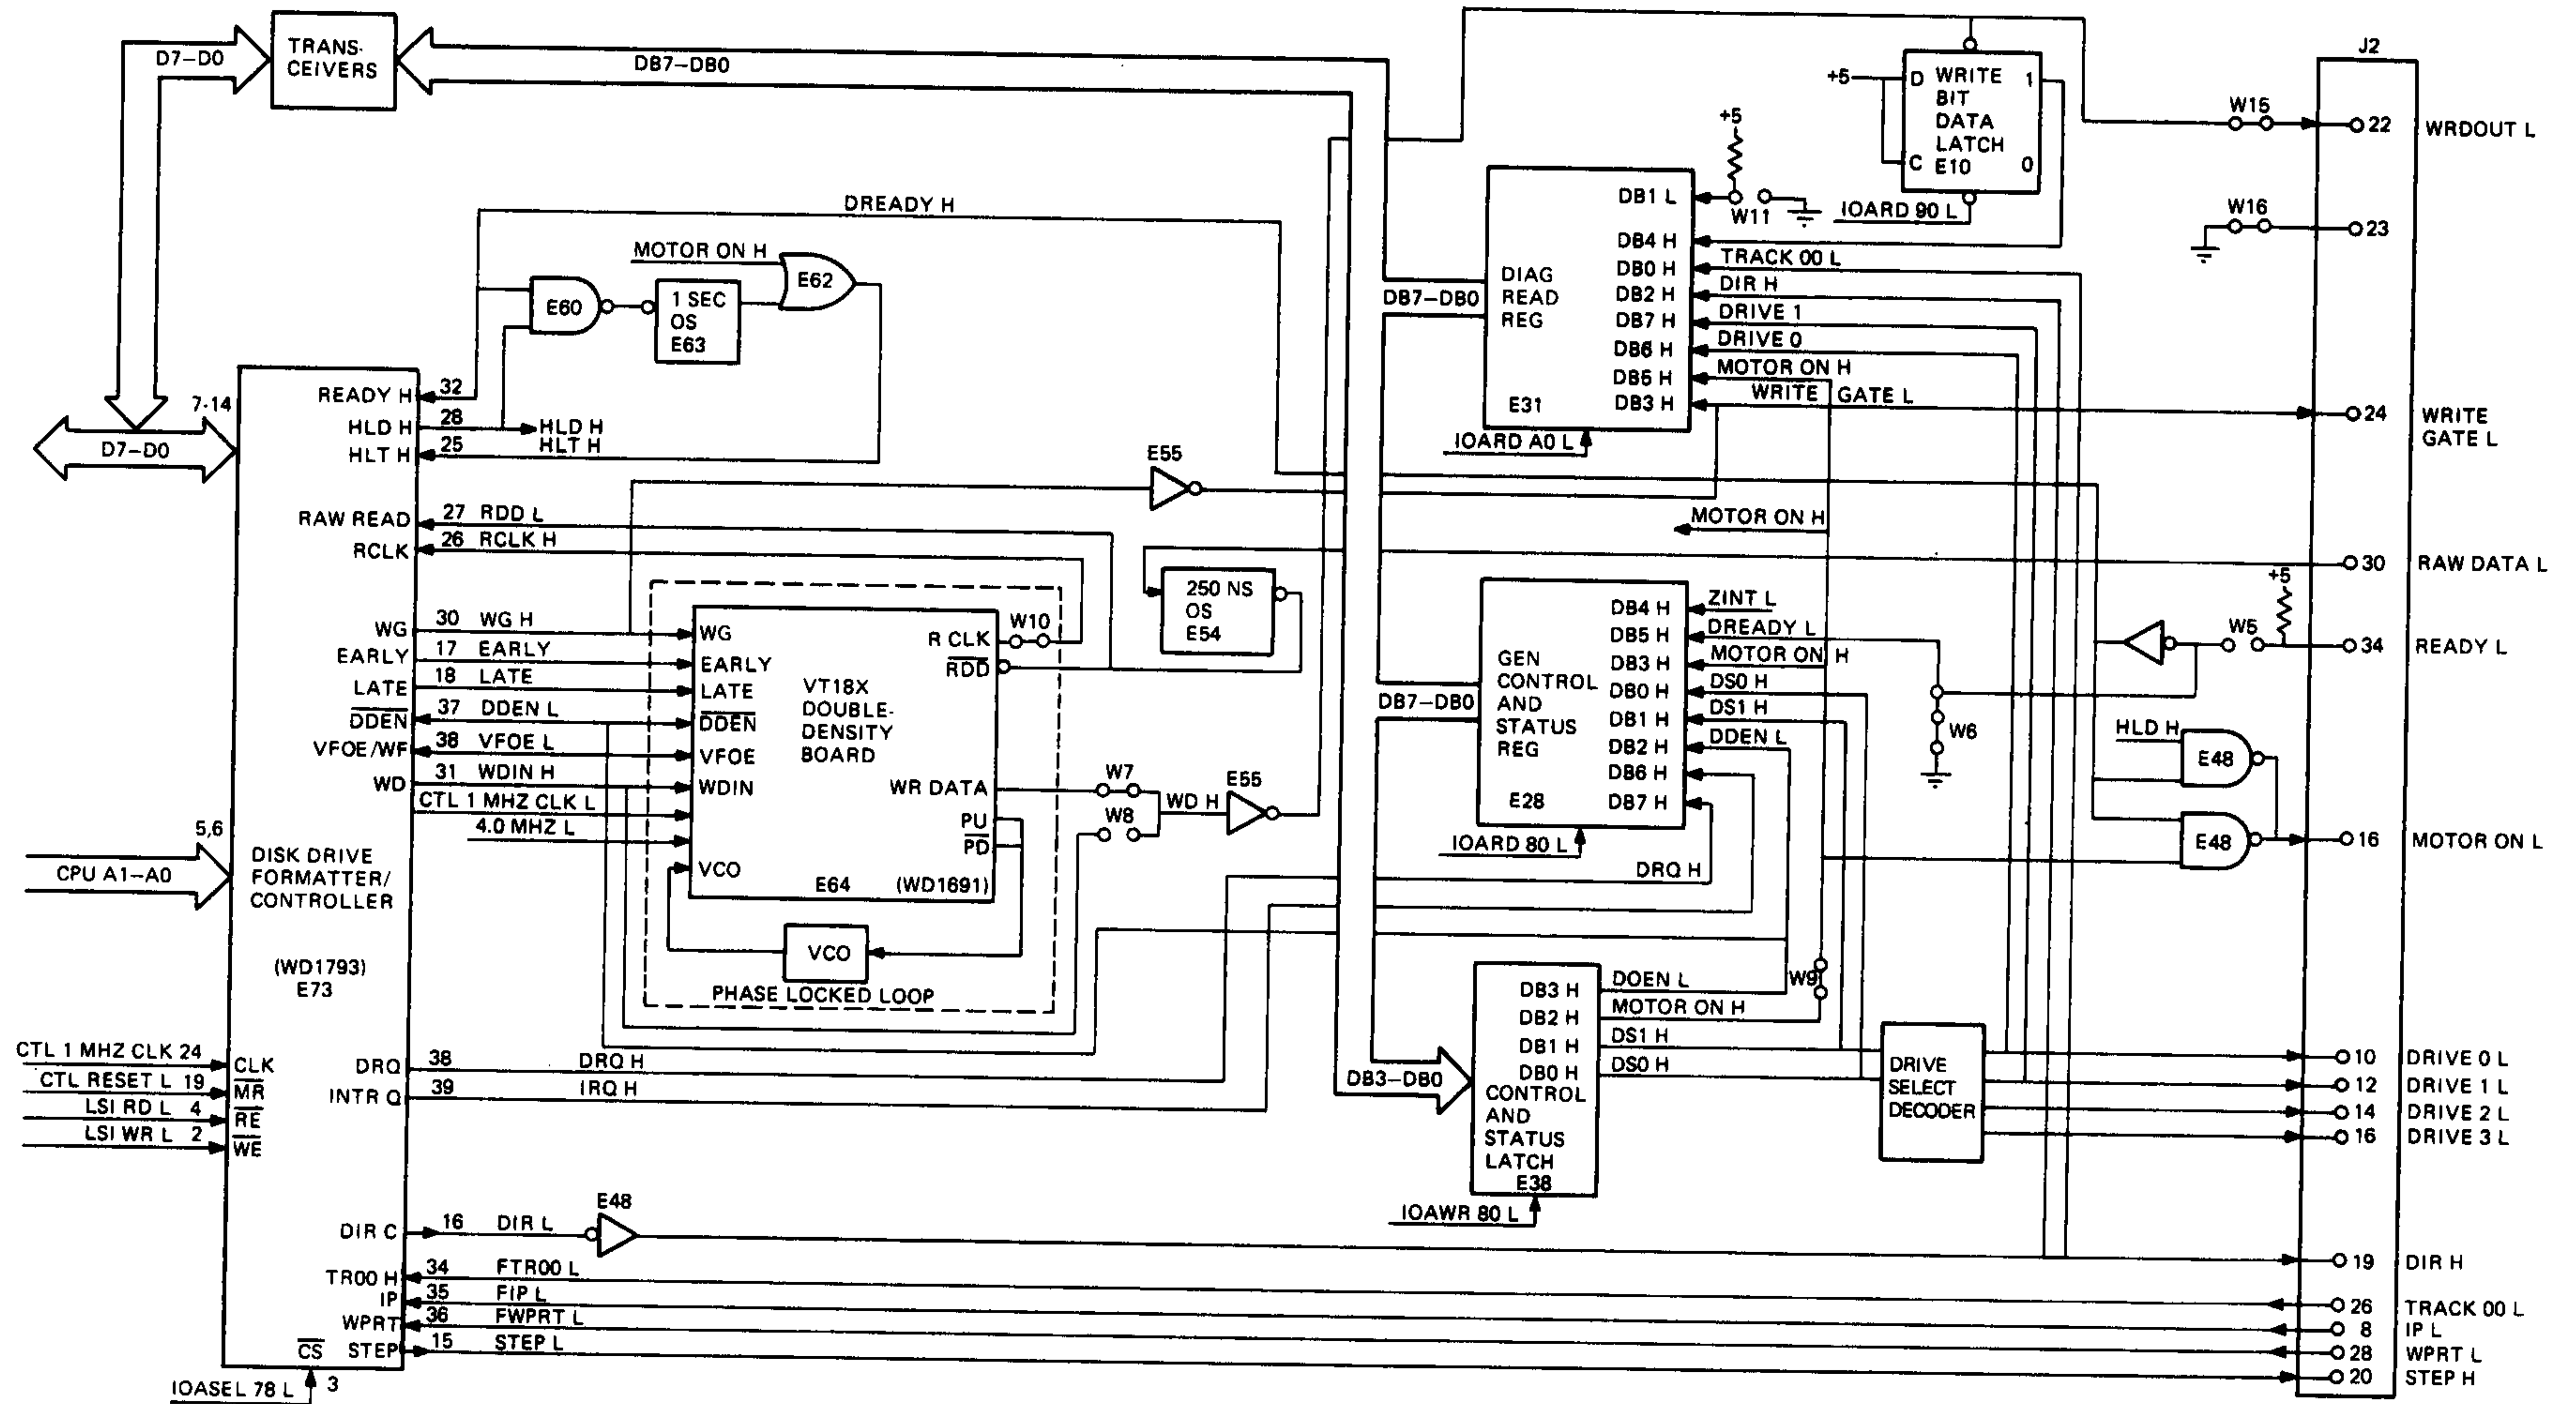 TRANS-
CEIVERS
D7–D0
DB7–DB0
J2
+5
D WRITE 1
BIT
DATA
LATCH
C E10 0
IOARD 90 L
W15
22 WRDOUT L
W16
23
+5
W11
DIAG
READ
REG
E31
DB1 L
DB4 H
DB0 H TRACK 00 L
DB2 H DIR H
DB7 H DRIVE 1
DB6 H DRIVE 0
DB5 H MOTOR ON H
DB3 H WRITE GATE L
DB7–DB0
IOARD A0 L
24 WRITE
GATE L
DREADY H
MOTOR ON H
E60
1 SEC
OS
E63
E62
7-14
D7–D0
READY H 32
HLD H 28 HLD H
HLT H 25 HLT H
E55
RAW READ 27 RDD L
RCLK 26 RCLK H
MOTOR ON H
30 RAW DATA L
250 NS
OS
E54
+5
W5
34 READY L
WG 30 WG H
EARLY 17 EARLY
LATE 18 LATE
DDEN 37 DDEN L
VFOE/WF 38 VFOE L
WD 31 WDIN H
CTL 1 MHZ CLK L
4.0 MHZ L
WG
EARLY
LATE
DDEN
VFOE
WDIN
VCO
VT18X
DOUBLE-
DENSITY
BOARD
E64
(WD1691)
R CLK
RDD
WR DATA
PU
PD
W10
W7
W8
WD H
E55
VCO
PHASE LOCKED LOOP
GEN
CONTROL
AND
STATUS
REG
E28
DB4 H ZINT L
DB5 H DREADY L
DB3 H MOTOR ON H
DB0 H DS0 H
DB1 H DS1 H
DB2 H DDEN L
DB6 H
DB7 H
DB7–DB0
IOARD 80 L
DRQ H
W6
HLD H
E48
E48
16 MOTOR ON L
5,6
CPU A1–A0
DISK DRIVE
FORMATTER/
CONTROLLER
(WD1793)
E73
W9
DB3 H DOEN L
DB2 H MOTOR ON H
DB1 H DS1 H
DB0 H DS0 H
CONTROL
AND
STATUS
LATCH
E38
DB3–DB0
IOAWR 80 L
DRIVE
SELECT
DECODER
10 DRIVE 0 L
12 DRIVE 1 L
14 DRIVE 2 L
16 DRIVE 3 L
CTL 1 MHZ CLK 24 CLK
CTL RESET L 19 MR
LSI RD L 4 RE
LSI WR L 2 WE
DRQ 38 DRQ H
INTR Q 39 IRQ H
DIR C 16 DIR L
E48
19 DIR H
TR00 H 34 FTR00 L
IP 35 FIP L
WPRT 36 FWPRT L
STEP 15 STEP L
26 TRACK 00 L
8 IP L
28 WPRT L
20 STEP H
CS
IOASEL 78 L 3